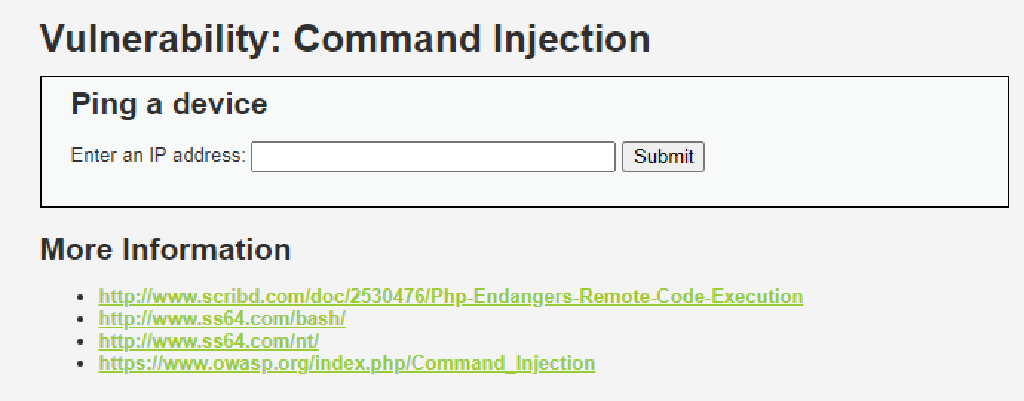 Vulnerability: Command Injection
Ping a device
Enter an IP address: Submit
More Information
http://www.scribd.com/doc/2530476/Php-Endangers-Remote-Code-Execution
http://www.ss64.com/bash/
http://www.ss64.com/nt/
https://www.owasp.org/index.php/Command_Injection